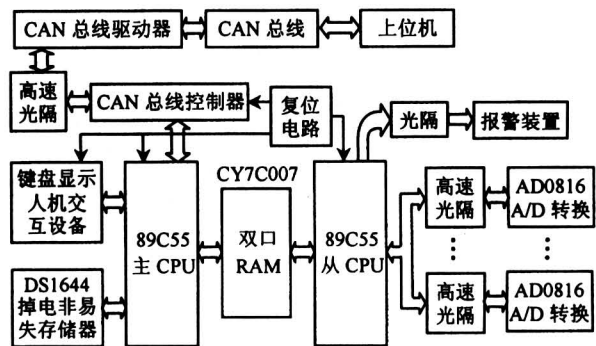 CAN 总线驱动器
CAN 总线
上位机
高速
光隔
CAN 总线控制器
复位
电路
光隔
报警装置
键盘显示
人机交
互设备
89C55
主 CPU
CY7C007
双口
RAM
89C55
从 CPU
高速
光隔
AD0816
A/D 转换
⋮
⋮
DS1644
掉电非易
失存储器
高速
光隔
AD0816
A/D 转换